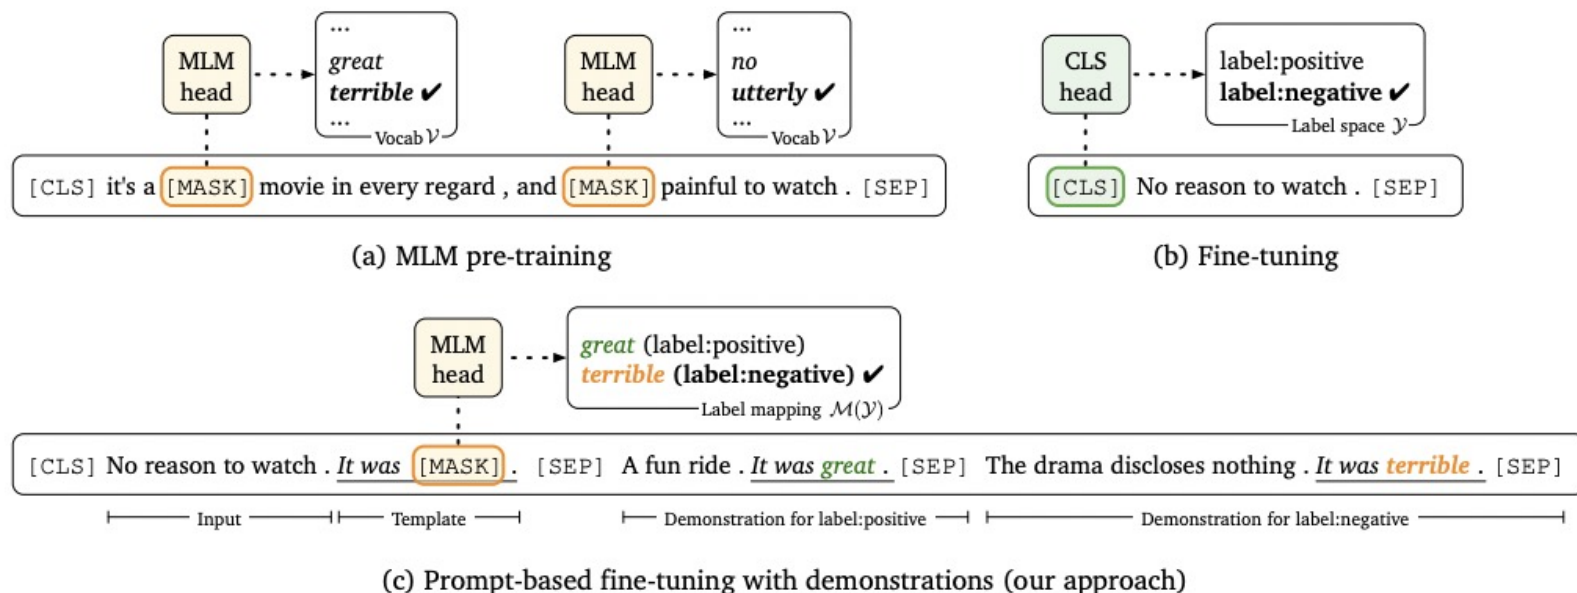 MLM
head
...
great
terrible ✔
...
Vocab 𝒱
MLM
head
...
no
utterly ✔
...
Vocab 𝒱
CLS
head
label:positive
label:negative ✔
Label space 𝒴
[CLS] it's a [MASK] movie in every regard , and [MASK] painful to watch . [SEP]
[CLS] No reason to watch . [SEP]
(a) MLM pre-training
(b) Fine-tuning
MLM
head
great (label:positive)
terrible (label:negative) ✔
Label mapping ℳ(𝒴)
[CLS] No reason to watch . It was [MASK] . [SEP] A fun ride . It was great . [SEP] The drama discloses nothing . It was terrible . [SEP]
Input Template Demonstration for label:positive Demonstration for label:negative
(c) Prompt-based fine-tuning with demonstrations (our approach)